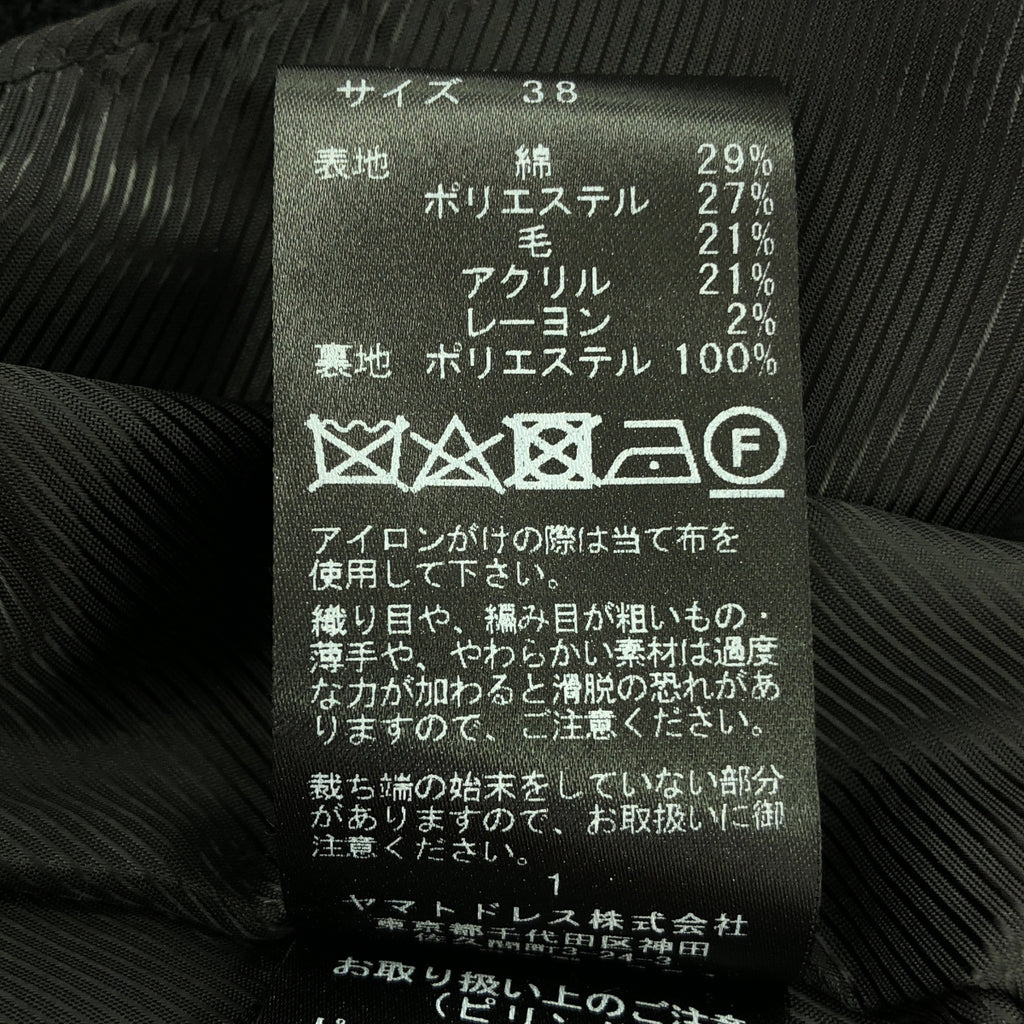 サイズ 38
表地 綿 29%
ポリエステル 27%
毛 21%
アクリル 21%
レーヨン 2%
裏地 ポリエステル 100%
F
アイロンがけの際は当て布を
使用して下さい。
織り目や、編み目が粗いもの・
薄手や、やわらかい素材は過度
な力が加わると滑脱の恐れがあ
りますので、ご注意ください。
裁ち端の始末をしていない部分
がありますので、お取扱いに御
注意ください。
1
ヤマトドレス株式会社
東京都千代田区神田
佐久間町3-24-3
お取り扱い上のご注意